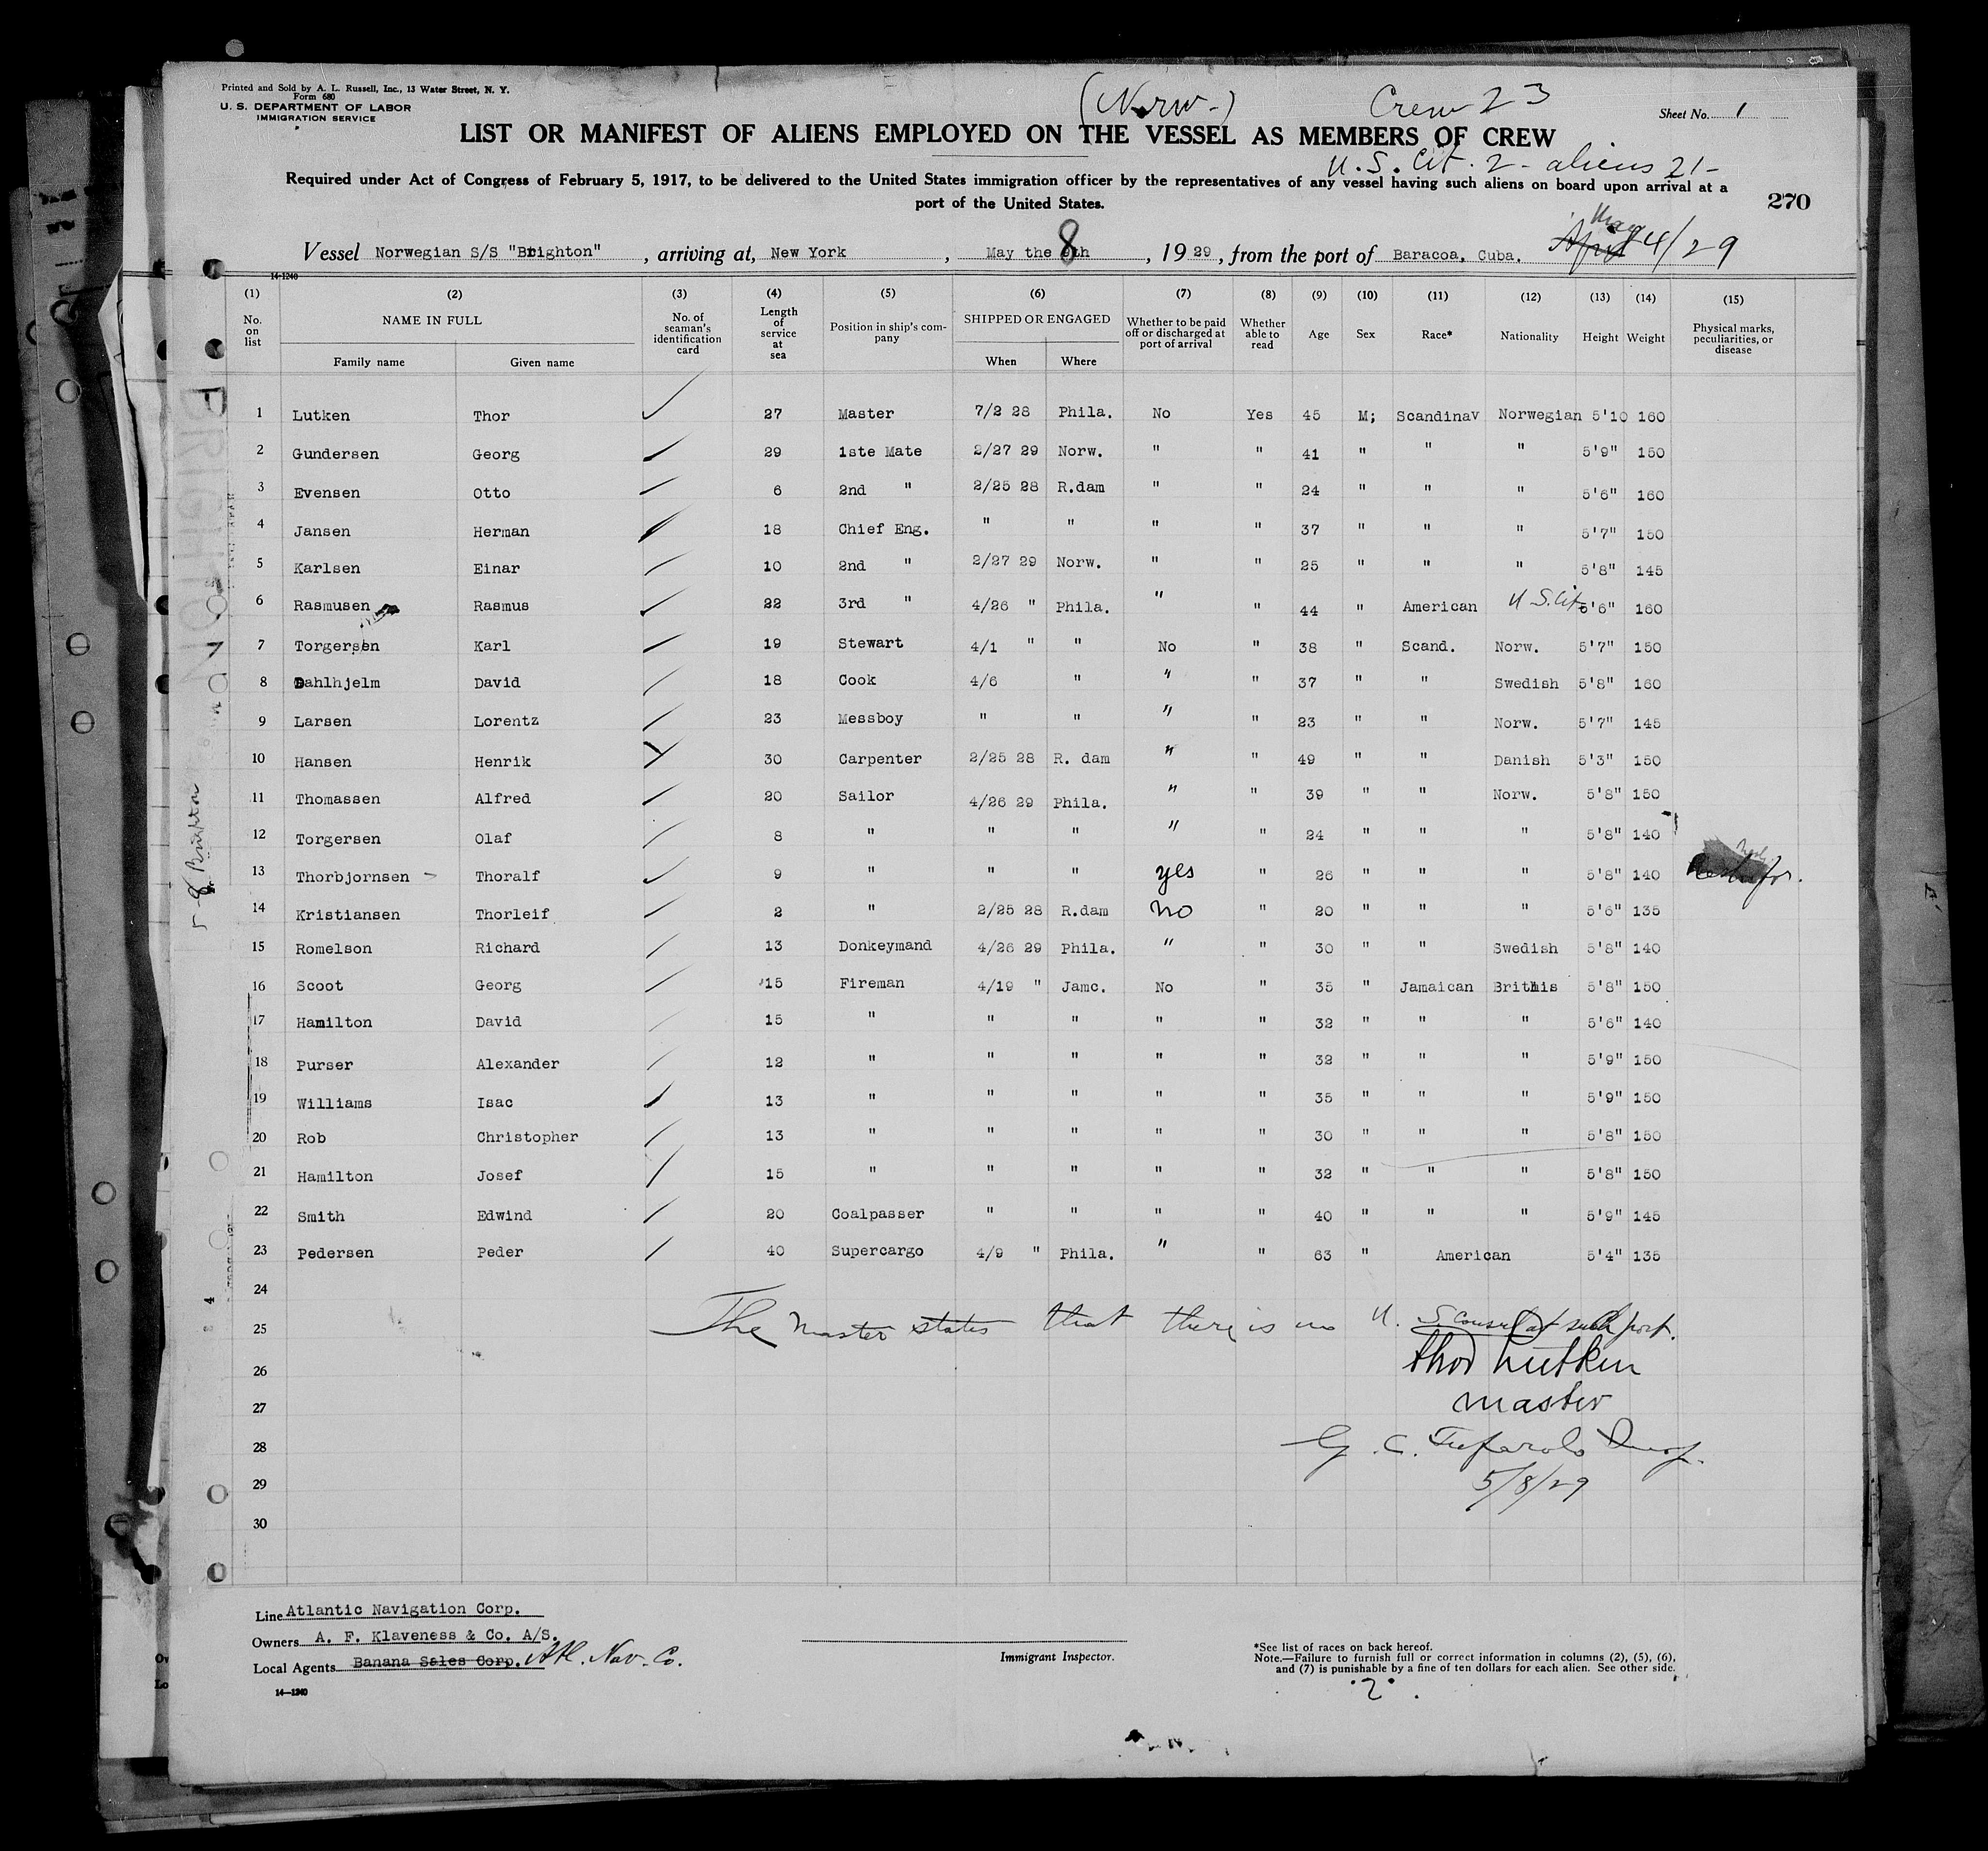 Printed and Sold by A. L. Russell, Inc., 13 Water Street, N. Y.
Form 680
U. S. DEPARTMENT OF LABOR
IMMIGRATION SERVICE
(Norw-) Crew 23
Sheet No. 1
LIST OR MANIFEST OF ALIENS EMPLOYED ON THE VESSEL AS MEMBERS OF CREW
U.S. Cit. 2 - aliens 21 -
Required under Act of Congress of February 5, 1917, to be delivered to the United States immigration officer by the representatives of any vessel having such aliens on board upon arrival at a
port of the United States.
270
May
Vessel Norwegian S/S "Brighton", arriving at, New York, May the 8th, 1929, from the port of Baracoa, Cuba. April 4/29
14-1240
(1) (2) (3) (4) (5) (6) (7) (8) (9) (10) (11) (12) (13) (14) (15)
No. on list NAME IN FULL No. of seaman's identification card Length of service at sea Position in ship's company SHIPPED OR ENGAGED Whether to be paid off or discharged at port of arrival Whether able to read Age Sex Race* Nationality Height Weight Physical marks, peculiarities, or disease
Family name Given name When Where
1 Lutken Thor 27 Master 7/2 28 Phila. No Yes 45 M; Scandinav Norwegian 5'10 160
2 Gundersen Georg 29 1ste Mate 2/27 29 Norw. " " 41 " " " 5'9" 150
3 Evensen Otto 6 2nd " 2/25 28 R.dam " " 24 " " " 5'6" 160
4 Jansen Herman 18 Chief Eng. " " " " 37 " " " 5'7" 150
5 Karlsen Einar 10 2nd " 2/27 29 Norw. " " 25 " " " 5'8" 145
6 Rasmusen Rasmus 22 3rd " 4/26 " Phila. " " 44 " American U.S. Cit. 5'6" 160
7 Torgersen Karl 19 Stewart 4/1 " " No " 38 " Scand. Norw. 5'7" 150
8 Dahlhjelm David 18 Cook 4/6 " " " 37 " " Swedish 5'8" 160
9 Larsen Lorentz 23 Messboy " " " " 23 " " Norw. 5'7" 145
10 Hansen Henrik 30 Carpenter 2/25 28 R. dam " " 49 " " Danish 5'3" 150
11 Thomassen Alfred 20 Sailor 4/26 29 Phila. " " 39 " " Norw. 5'8" 150
12 Torgersen Olaf 8 " " " " " 24 " " " 5'8" 140
13 Thorbjornsen Thoralf 9 " " " yes " 26 " " " 5'8" 140
14 Kristiansen Thorleif 2 " 2/25 28 R.dam no " 20 " " " 5'6" 135
15 Romelson Richard 13 Donkeymand 4/26 29 Phila. " " 30 " " Swedish 5'8" 140
16 Scoot Georg 15 Fireman 4/19 " Jamc. No " 35 " Jamaican Brithis 5'8" 150
17 Hamilton David 15 " " " " " 32 " " " 5'6" 140
18 Purser Alexander 12 " " " " " 32 " " " 5'9" 150
19 Williams Isac 13 " " " " " 35 " " " 5'9" 150
20 Rob Christopher 13 " " " " " 30 " " " 5'8" 150
21 Hamilton Josef 15 " " " " " 32 " " " 5'8" 150
22 Smith Edwind 20 Coalpasser " " " " 40 " " " 5'9" 145
23 Pedersen Peder 40 Supercargo 4/9 " Phila. " " 63 " American 5'4" 135
24
25 The Master states that there is no U. S Consul at such port.
26 Thor Lutken
27 master
28 G. C.
29 5/8/29
30
BRIGHTON
5-8 Brighton
Line Atlantic Navigation Corp.
Owners A. F. Klaveness & Co. A/S.
Local Agents Banana Sales Corp. Atl. Nav. Co.
14-1240
Immigrant Inspector.
*See list of races on back hereof.
Note.—Failure to furnish full or correct information in columns (2), (5), (6),
and (7) is punishable by a fine of ten dollars for each alien. See other side.
"2"